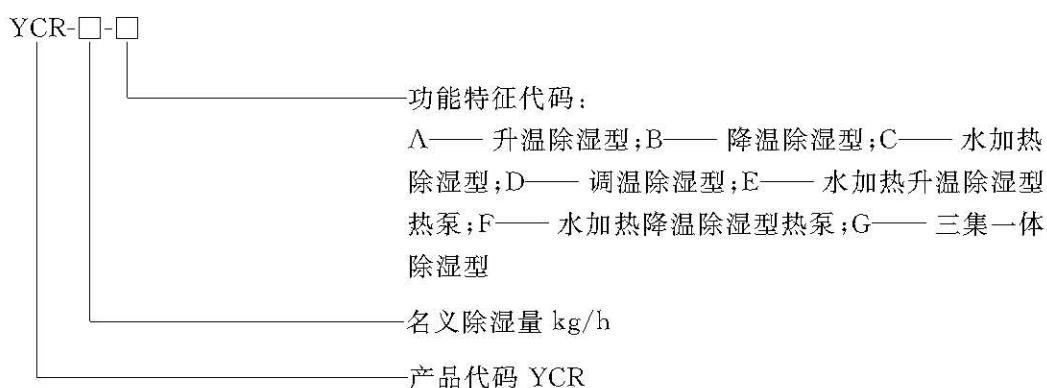 YCR-□-□
功能特征代码:
A—— 升温除湿型;B—— 降温除湿型;C—— 水加热
除湿型;D—— 调温除湿型;E—— 水加热升温除湿型
热泵;F—— 水加热降温除湿型热泵;G—— 三集一体
除湿型
名义除湿量 kg/h
产品代码 YCR